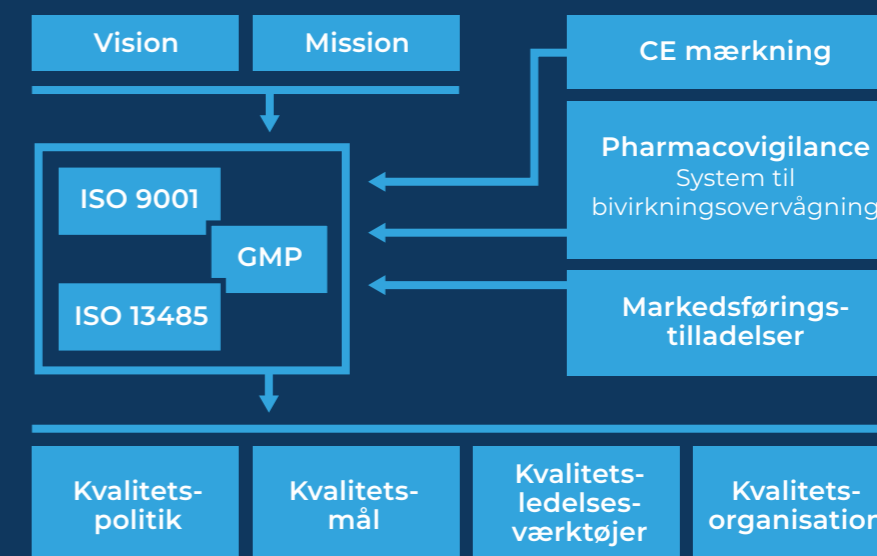 Vision
Mission
CE mærkning
Pharmacovigilance
System til
bivirkningsovervågning
ISO 9001
GMP
ISO 13485
Markedsførings-
tilladelser
Kvalitets-
politik
Kvalitets-
mål
Kvalitets-
ledelses-
værktøjer
Kvalitets-
organisation